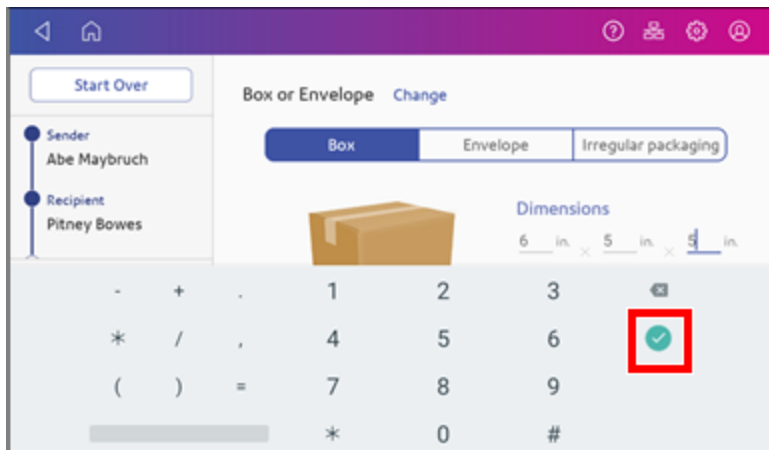 Start Over
Box or Envelope Change
Sender
Abe Maybruch
Box Envelope Irregular packaging
Recipient
Pitney Bowes
Dimensions
6 in. × 5 in. × 5 in.
- + . 1 2 3
* / , 4 5 6
( ) = 7 8 9
* 0 #